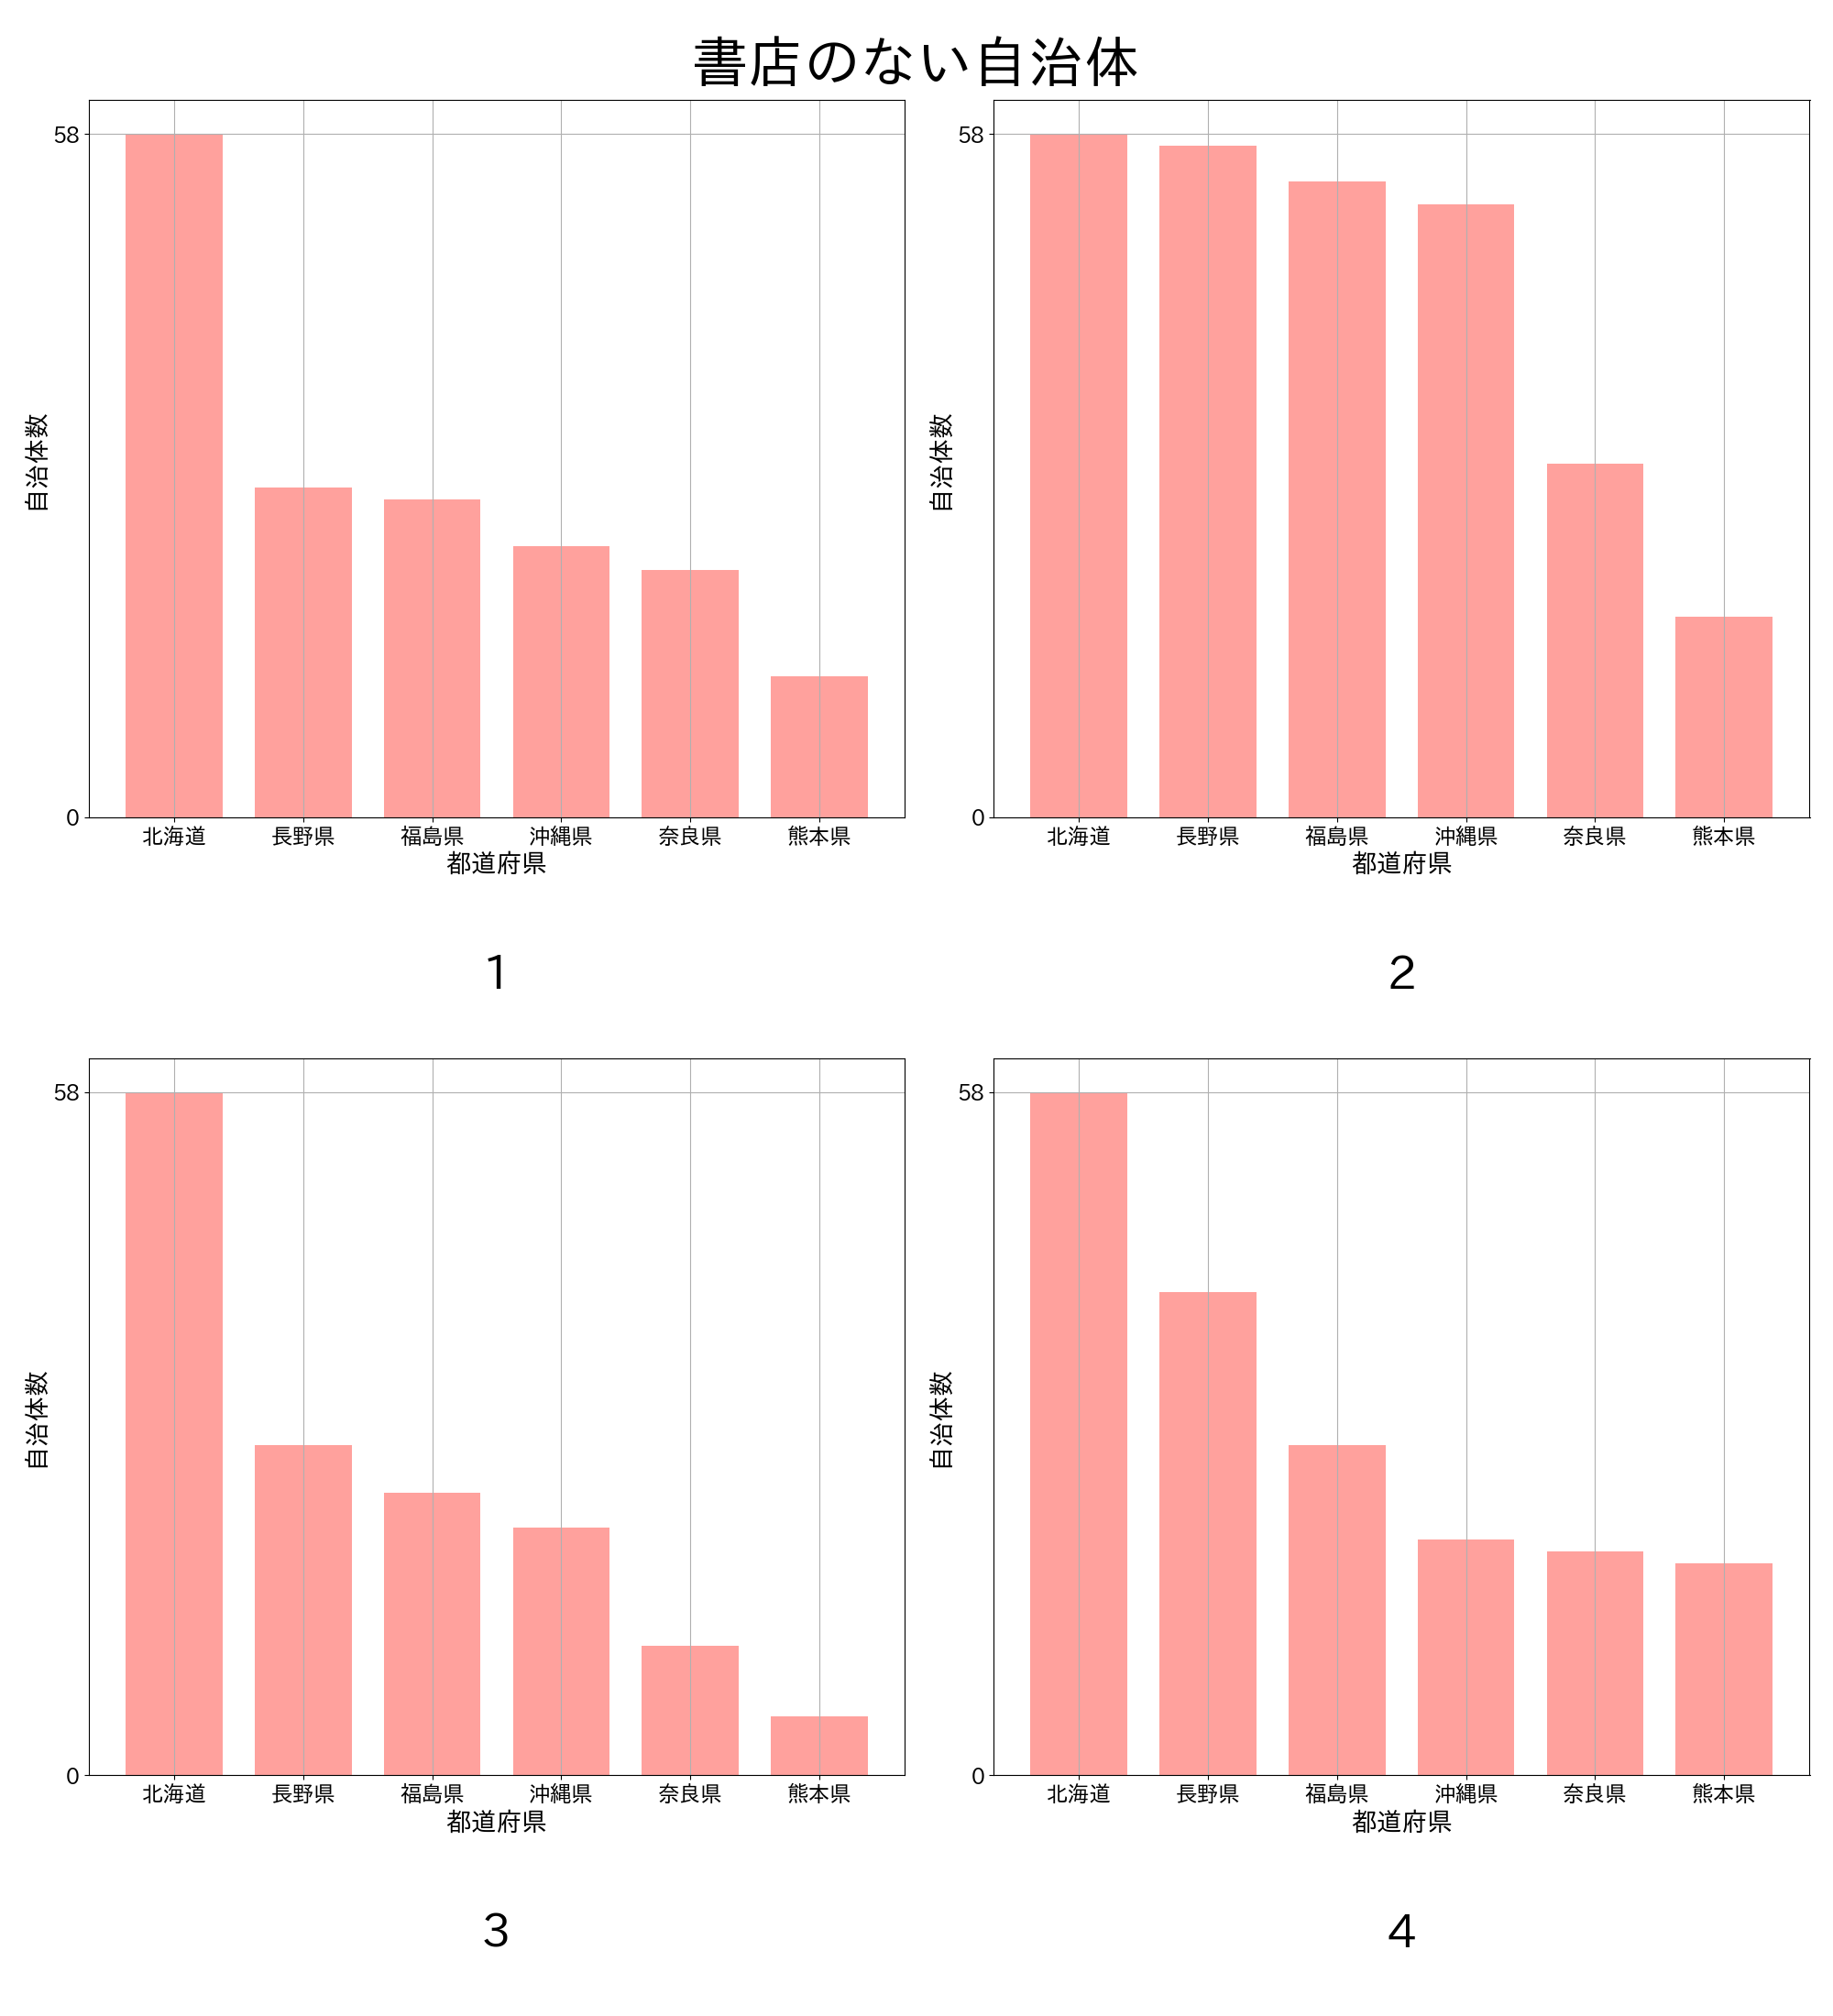 書店のない自治体
58
0
自治体数
北海道 長野県 福島県 沖縄県 奈良県 熊本県
都道府県
1
58
0
自治体数
北海道 長野県 福島県 沖縄県 奈良県 熊本県
都道府県
2
58
0
自治体数
北海道 長野県 福島県 沖縄県 奈良県 熊本県
都道府県
3
58
0
自治体数
北海道 長野県 福島県 沖縄県 奈良県 熊本県
都道府県
4